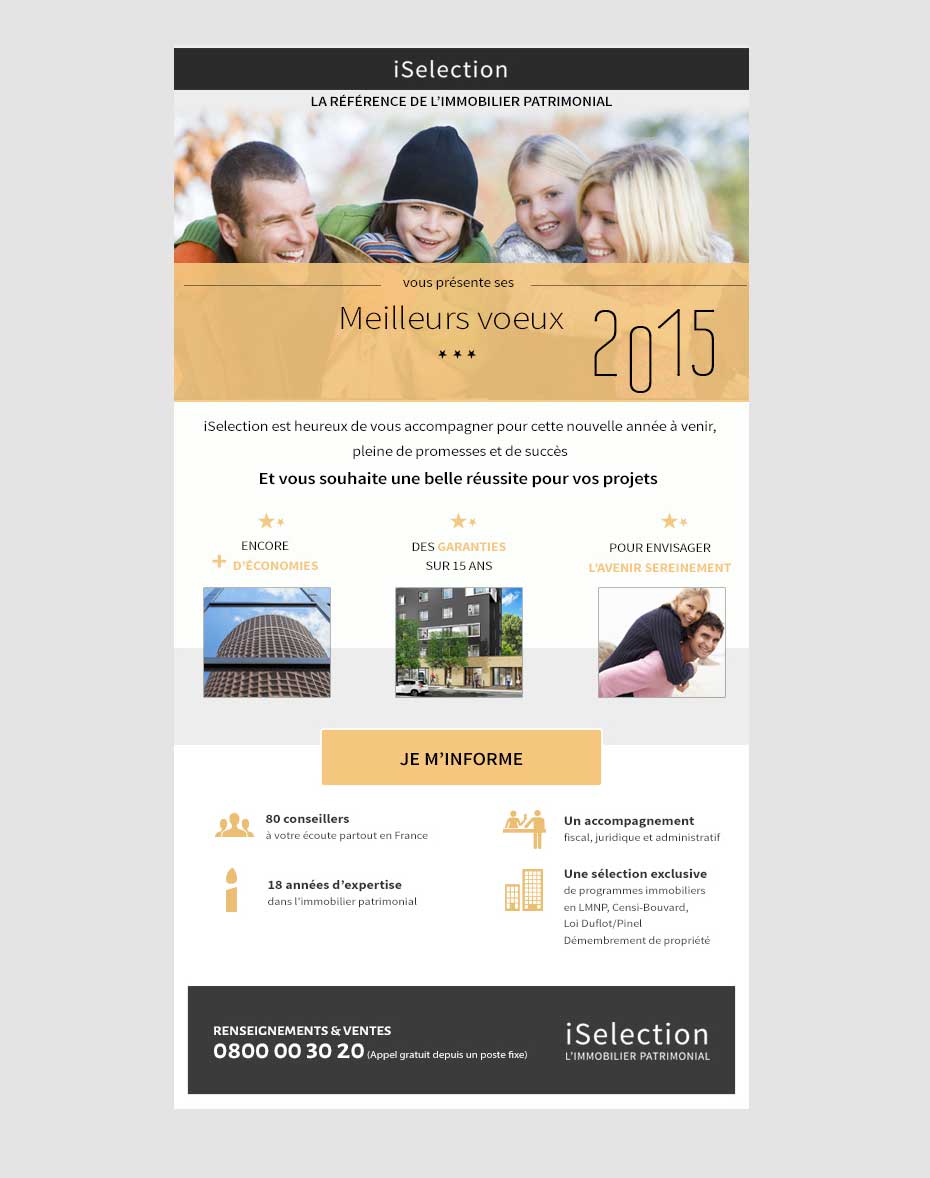 iSelection
LA RÉFÉRENCE DE L'IMMOBILIER PATRIMONIAL
vous présente ses
Meilleurs voeux
2015
iSelection est heureux de vous accompagner pour cette nouvelle année à venir,
pleine de promesses et de succès
Et vous souhaite une belle réussite pour vos projets
ENCORE
+ D'ÉCONOMIES
DES GARANTIES
SUR 15 ANS
POUR ENVISAGER
L'AVENIR SEREINEMENT
JE M'INFORME
80 conseillers
à votre écoute partout en France
Un accompagnement
fiscal, juridique et administratif
18 années d'expertise
dans l'immobilier patrimonial
Une sélection exclusive
de programmes immobiliers
en LMNP, Censi-Bouvard,
Loi Duflot/Pinel
Démembrement de propriété
RENSEIGNEMENTS & VENTES
0800 00 30 20 (Appel gratuit depuis un poste fixe)
iSelection
L'IMMOBILIER PATRIMONIAL